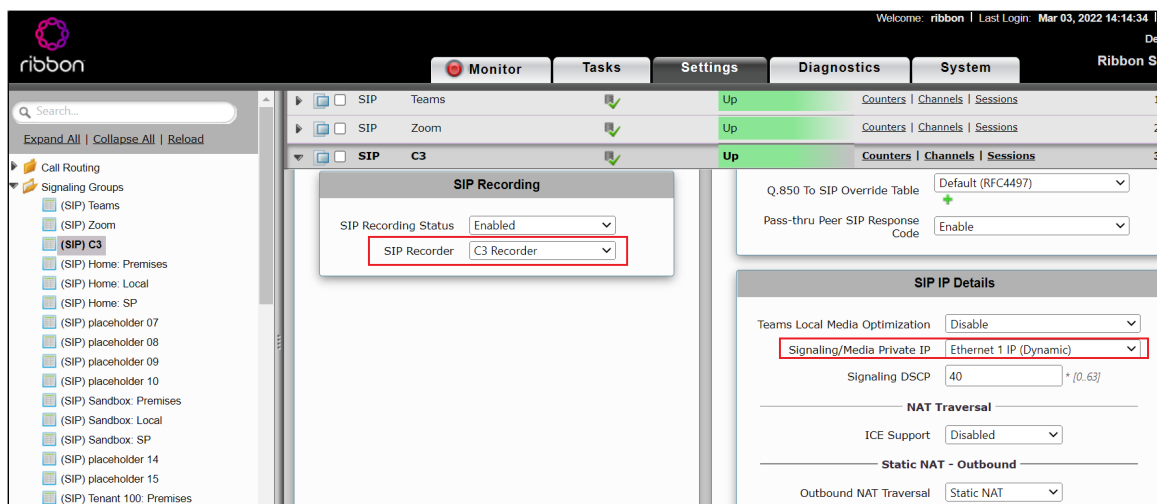 Welcome: ribbon | Last Login: Mar 03, 2022 14:14:34 |
De
ribbon
Ribbon S
Monitor
Tasks
Settings
Diagnostics
System
Search...
Expand All | Collapse All | Reload
Call Routing
Signaling Groups
(SIP) Teams
(SIP) Zoom
(SIP) C3
(SIP) Home: Premises
(SIP) Home: Local
(SIP) Home: SP
(SIP) placeholder 07
(SIP) placeholder 08
(SIP) placeholder 09
(SIP) placeholder 10
(SIP) Sandbox: Premises
(SIP) Sandbox: Local
(SIP) Sandbox: SP
(SIP) placeholder 14
(SIP) placeholder 15
(SIP) Tenant 100: Premises
SIP Teams Up Counters | Channels | Sessions 1
SIP Zoom Up Counters | Channels | Sessions 2
SIP C3 Up Counters | Channels | Sessions 3
SIP Recording
SIP Recording Status Enabled
SIP Recorder C3 Recorder
Q.850 To SIP Override Table Default (RFC4497)
Pass-thru Peer SIP Response
Code Enable
SIP IP Details
Teams Local Media Optimization Disable
Signaling/Media Private IP Ethernet 1 IP (Dynamic)
Signaling DSCP 40 * [0..63]
NAT Traversal
ICE Support Disabled
Static NAT - Outbound
Outbound NAT Traversal Static NAT